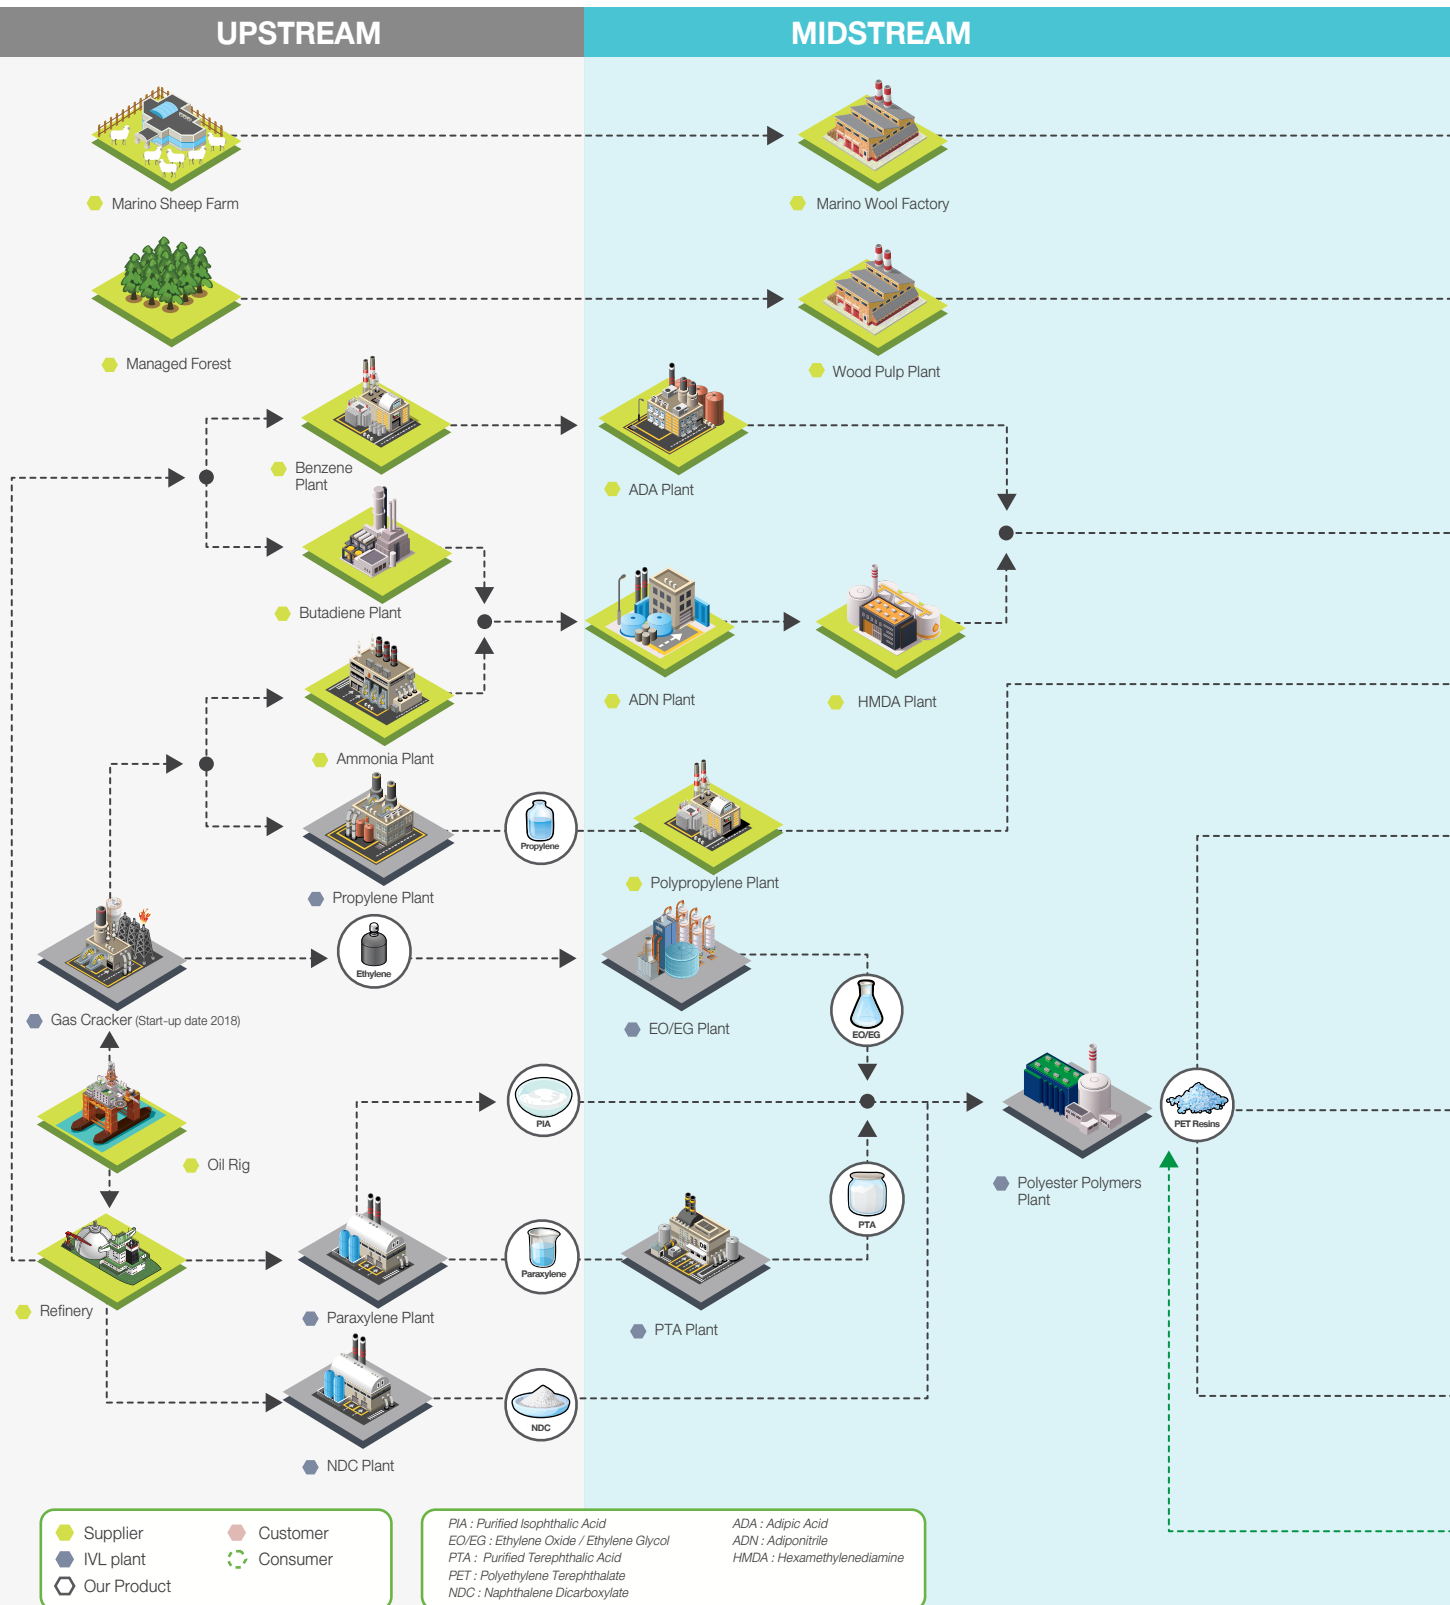 UPSTREAM
MIDSTREAM
Marino Sheep Farm
Marino Wool Factory
Managed Forest
Wood Pulp Plant
Benzene
Plant
ADA Plant
Butadiene Plant
ADN Plant
HMDA Plant
Ammonia Plant
Propylene
Propylene Plant
Polypropylene Plant
Ethylene
Gas Cracker (Start-up date 2018)
EO/EG Plant
EO/EG
PIA
PET Resins
Oil Rig
Polyester Polymers
Plant
PTA
Paraxylene
Refinery
Paraxylene Plant
PTA Plant
NDC
NDC Plant
Supplier
IVL plant
Our Product
Customer
Consumer
PIA : Purified Isophthalic Acid
EO/EG : Ethylene Oxide / Ethylene Glycol
PTA : Purified Terephthalic Acid
PET : Polyethylene Terephthalate
NDC : Naphthalene Dicarboxylate
ADA : Adipic Acid
ADN : Adiponitrile
HMDA : Hexamethylenediamine